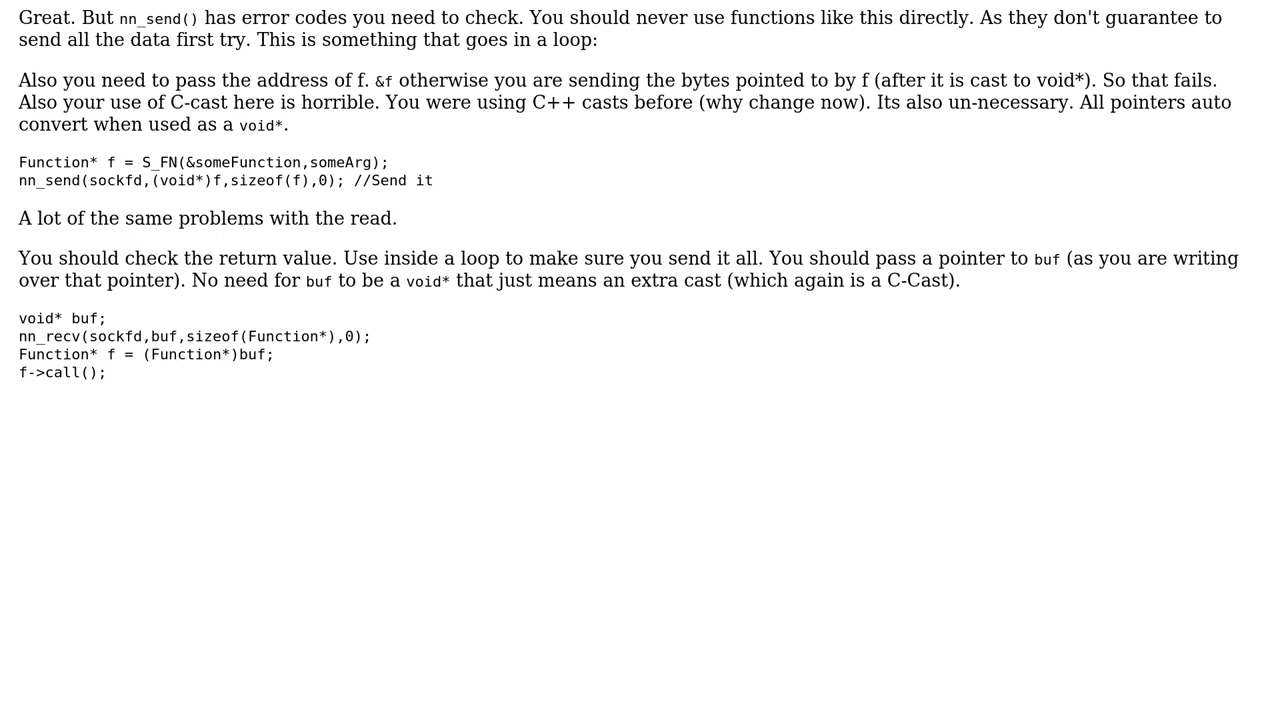 Great. But nn_send() has error codes you need to check. You should never use functions like this directly. As they don't guarantee to
send all the data first try. This is something that goes in a loop:
Also you need to pass the address of f. &f otherwise you are sending the bytes pointed to by f (after it is cast to void*). So that fails.
Also your use of C-cast here is horrible. You were using C++ casts before (why change now). Its also un-necessary. All pointers auto
convert when used as a void*.
Function* f = S_FN(&someFunction,someArg);
nn_send(sockfd,(void*)f,sizeof(f),0); //Send it
A lot of the same problems with the read.
You should check the return value. Use inside a loop to make sure you send it all. You should pass a pointer to buf (as you are writing
over that pointer). No need for buf to be a void* that just means an extra cast (which again is a C-Cast).
void* buf;
nn_recv(sockfd,buf,sizeof(Function*),0);
Function* f = (Function*)buf;
f->call();